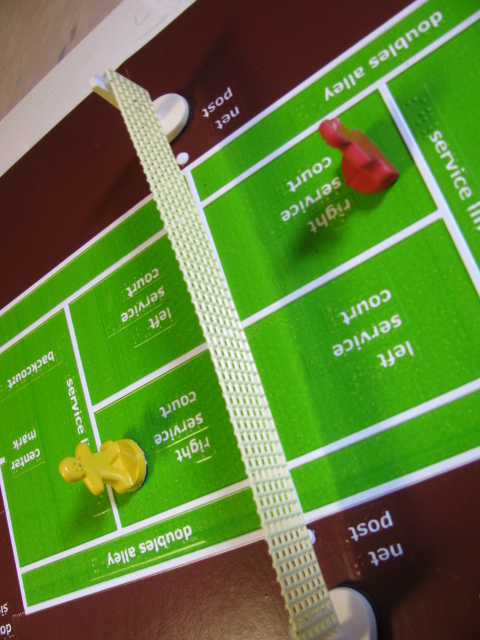 doubles alley
net
post
right
service
court
service
left
service
court
left
service
court
right
service
court
backcourt
service
center
mark
doubles alley
net
post